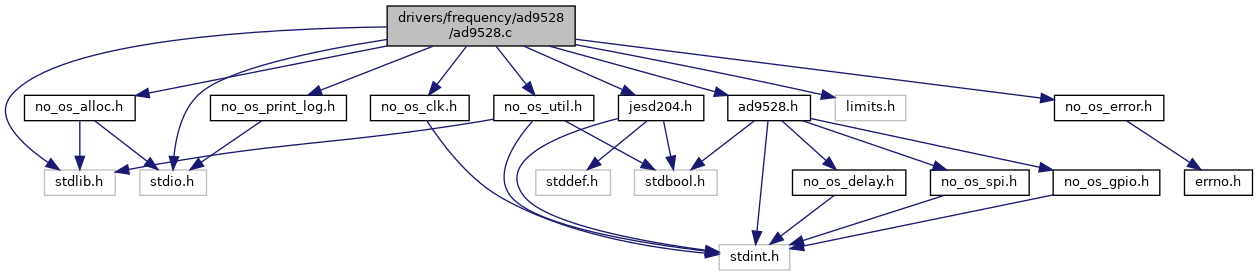 drivers/frequency/ad9528
/ad9528.c
no_os_alloc.h
no_os_print_log.h
no_os_clk.h
no_os_util.h
jesd204.h
ad9528.h
limits.h
no_os_error.h
stdlib.h
stdio.h
stddef.h
stdbool.h
no_os_delay.h
no_os_spi.h
no_os_gpio.h
errno.h
stdint.h